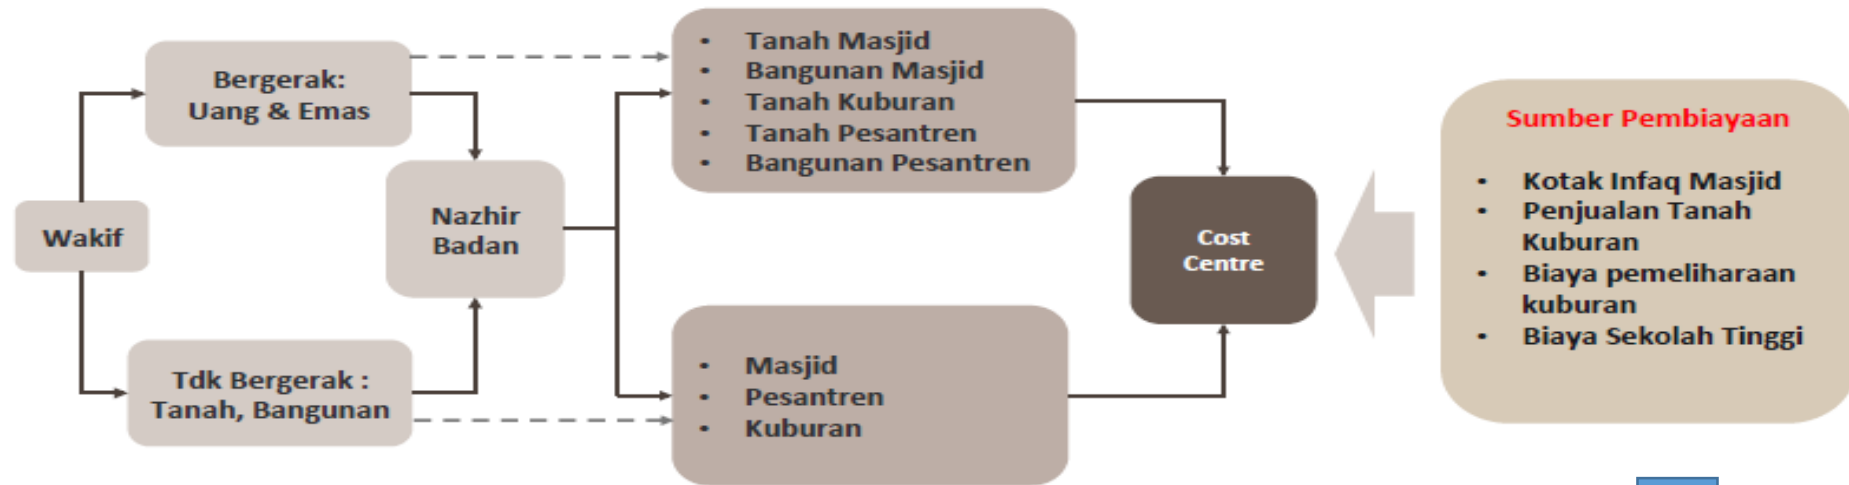 Wakif
Bergerak:
Uang & Emas
Tdk Bergerak :
Tanah, Bangunan
Nazhir
Badan
• Tanah Masjid
• Bangunan Masjid
• Tanah Kuburan
• Tanah Pesantren
• Bangunan Pesantren
• Masjid
• Pesantren
• Kuburan
Cost
Centre
Sumber Pembiayaan
• Kotak Infaq Masjid
• Penjualan Tanah
Kuburan
• Biaya pemeliharaan
kuburan
• Biaya Sekolah Tinggi